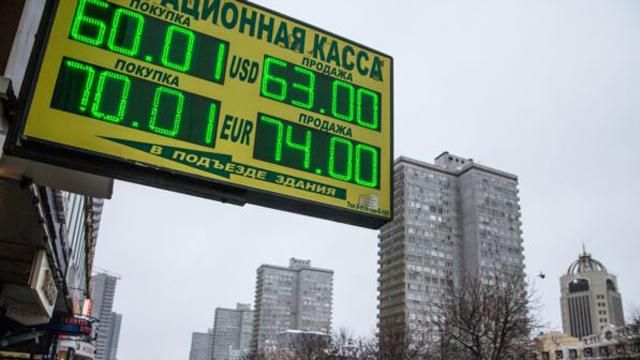 АЦИОННАЯ КАССА
ПОКУПКА ПРОДАЖА
60.01 USD 63.00
ПОКУПКА ПРОДАЖА
70.01 EUR 74.00
В ПОДЪЕЗДЕ ЗДАНИЯ